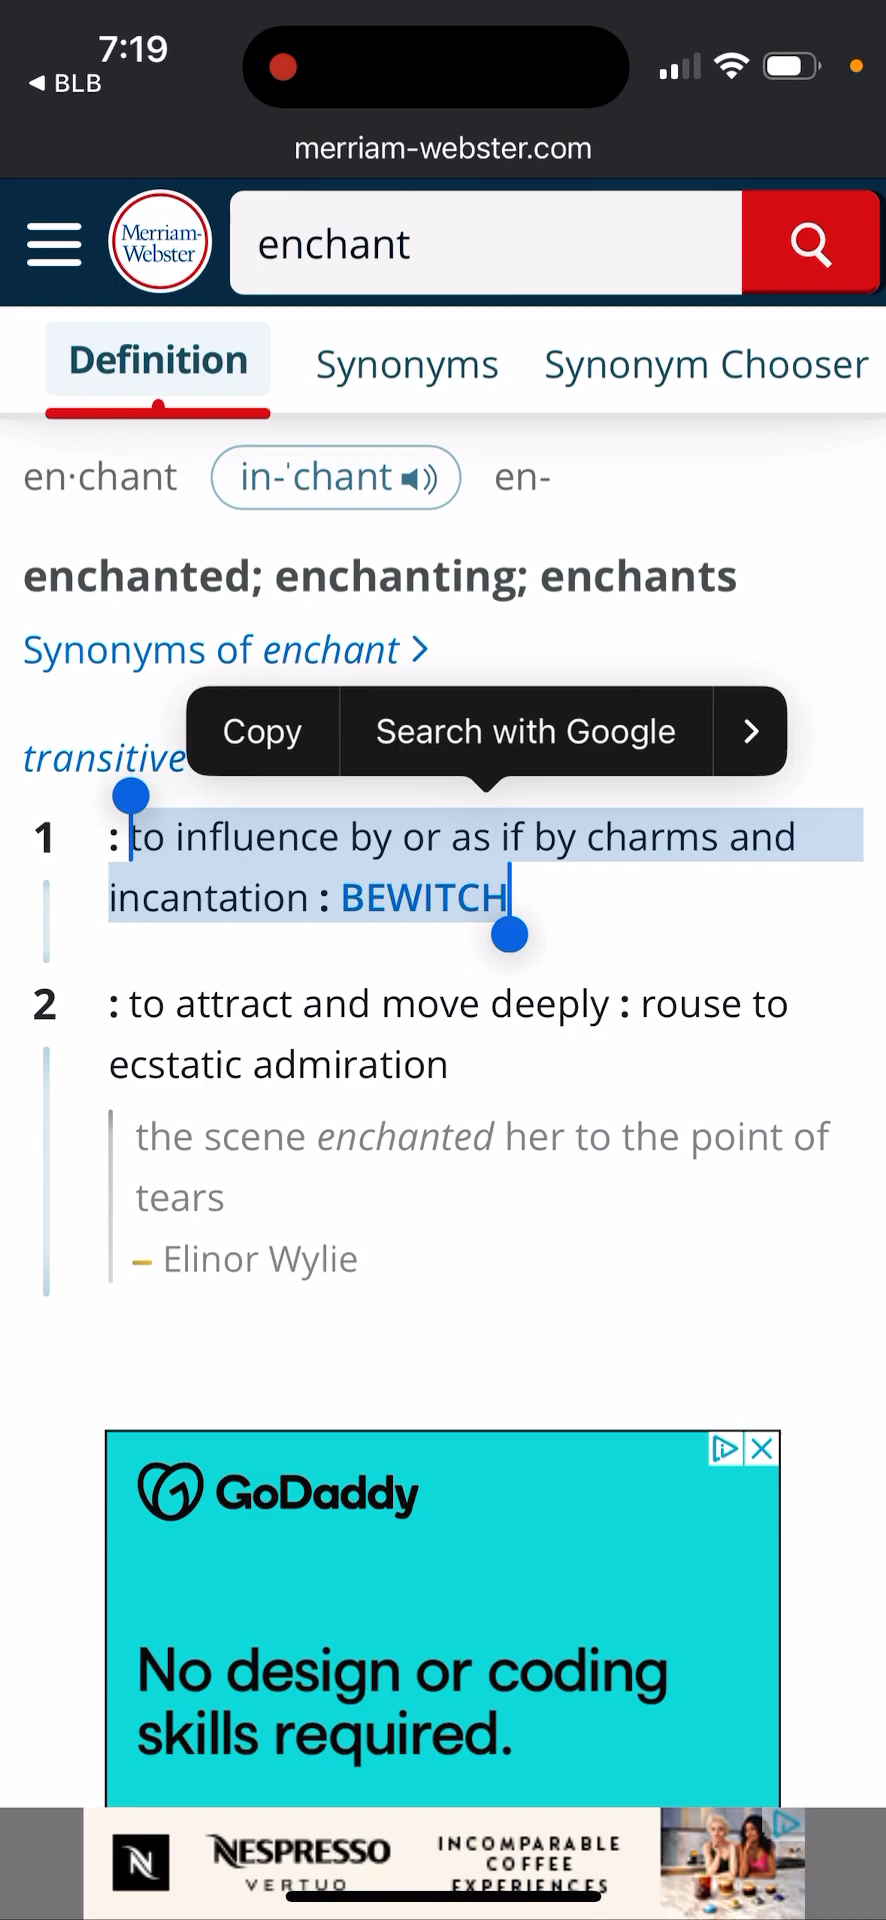 7:19
◀ BLB
merriam-webster.com
Merriam-
Webster
enchant
Definition Synonyms Synonym Chooser
en·chant in-ˈchant en-
enchanted; enchanting; enchants
Synonyms of enchant >
Copy Search with Google >
transitive
1 : to influence by or as if by charms and
incantation : BEWITCH
2 : to attract and move deeply : rouse to
ecstatic admiration
the scene enchanted her to the point of
tears
– Elinor Wylie
GoDaddy
No design or coding
skills required.
N NESPRESSO
VERTUO
INCOMPARABLE
COFFEE
EXPERIENCES